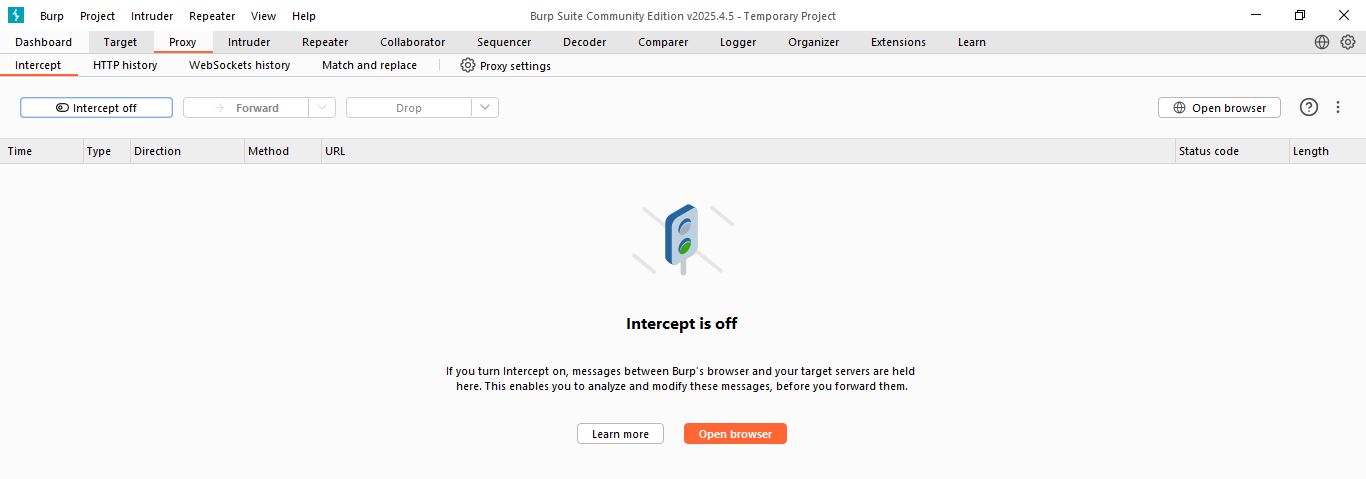 Burp Project Intruder Repeater View Help Burp Suite Community Edition v2025.4.5 - Temporary Project
Dashboard Target Proxy Intruder Repeater Collaborator Sequencer Decoder Comparer Logger Organizer Extensions Learn
Intercept HTTP history WebSockets history Match and replace Proxy settings
Intercept off Forward Drop Open browser
Time Type Direction Method URL Status code Length
Intercept is off
If you turn Intercept on, messages between Burp's browser and your target servers are held
here. This enables you to analyze and modify these messages, before you forward them.
Learn more Open browser